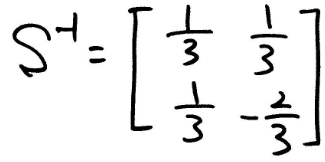 S⁻¹ = [ 1/3 1/3
1/3 -2/3 ]